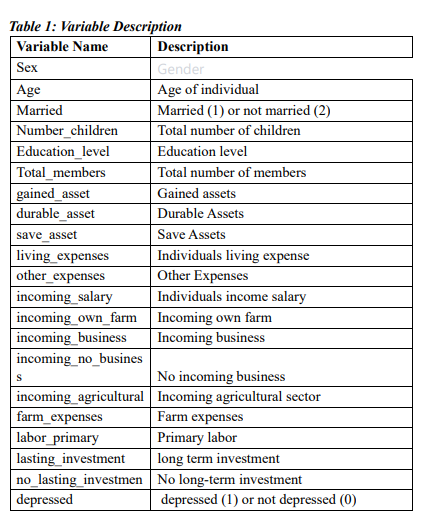 Table 1: Variable Description
Variable Name Description
Sex Gender
Age Age of individual
Married Married (1) or not married (2)
Number_children Total number of children
Education_level Education level
Total_members Total number of members
gained_asset Gained assets
durable_asset Durable Assets
save_asset Save Assets
living_expenses Individuals living expense
other_expenses Other Expenses
incoming_salary Individuals income salary
incoming_own_farm Incoming own farm
incoming_business Incoming business
incoming_no_busines
s No incoming business
incoming_agricultural Incoming agricultural sector
farm_expenses Farm expenses
labor_primary Primary labor
lasting_investment long term investment
no_lasting_investmen No long-term investment
depressed depressed (1) or not depressed (0)